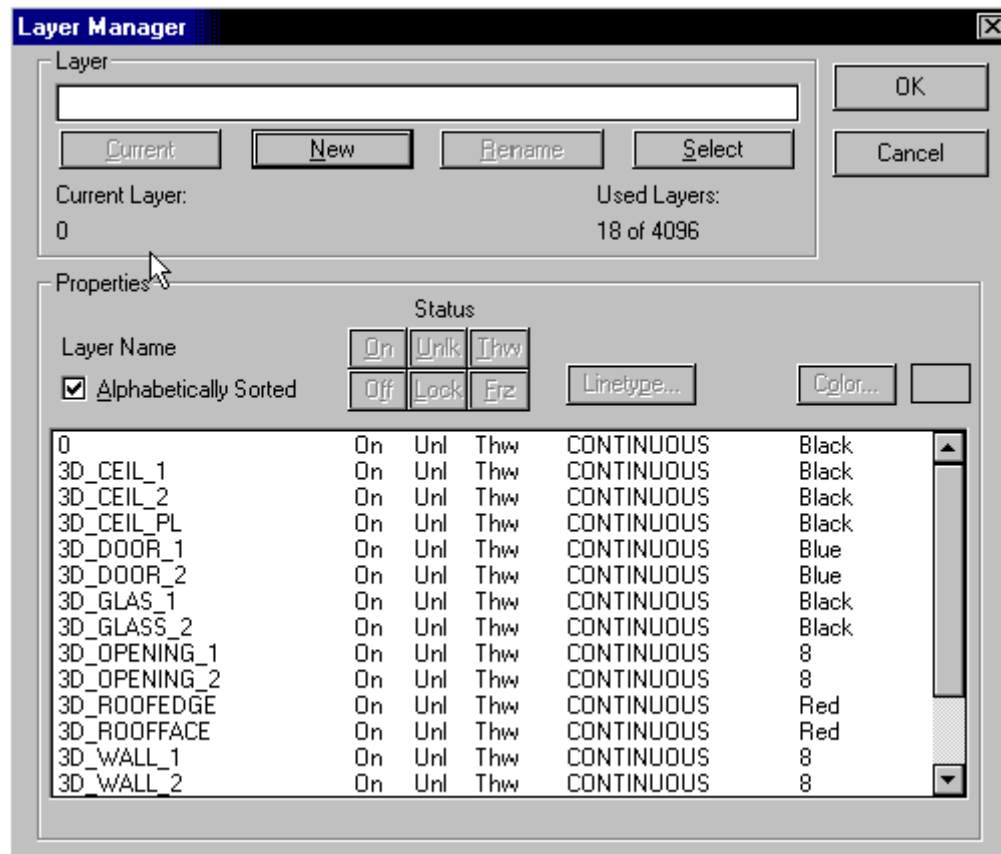 Layer Manager
Layer
OK
Current New Rename Select
Cancel
Current Layer: Used Layers:
0 18 of 4096
Properties
Status
Layer Name
On Unlk Thw
Alphabetically Sorted
Off Lock Frz
Linetype... Color...
0 On Unl Thw CONTINUOUS Black
3D_CEIL_1 On Unl Thw CONTINUOUS Black
3D_CEIL_2 On Unl Thw CONTINUOUS Black
3D_CEIL_PL On Unl Thw CONTINUOUS Black
3D_DOOR_1 On Unl Thw CONTINUOUS Blue
3D_DOOR_2 On Unl Thw CONTINUOUS Blue
3D_GLAS_1 On Unl Thw CONTINUOUS Black
3D_GLASS_2 On Unl Thw CONTINUOUS Black
3D_OPENING_1 On Unl Thw CONTINUOUS 8
3D_OPENING_2 On Unl Thw CONTINUOUS 8
3D_ROOFEDGE On Unl Thw CONTINUOUS Red
3D_ROOFFACE On Unl Thw CONTINUOUS Red
3D_WALL_1 On Unl Thw CONTINUOUS 8
3D_WALL_2 On Unl Thw CONTINUOUS 8